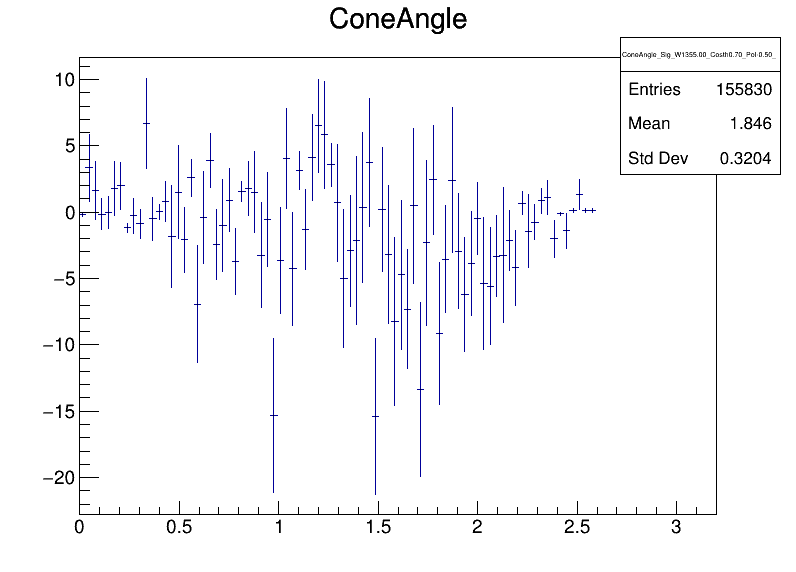 ConeAngle
ConeAngle_Sig_W1355.00_Costh0.70_Pol-0.50_
Entries 155830
Mean 1.846
Std Dev 0.3204
10
5
0
−5
−10
−15
−20
0 0.5 1 1.5 2 2.5 3